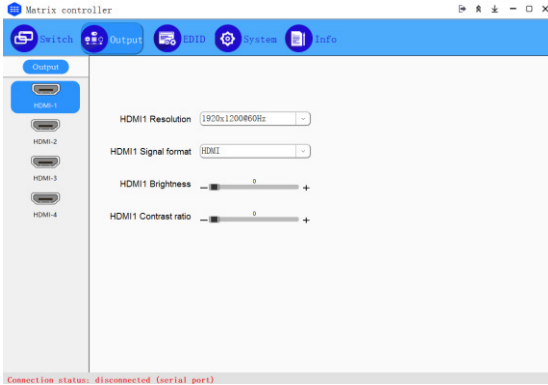 Matrix controller
Switch Output EDID System Info
Output
HDMI-1
HDMI-2
HDMI-3
HDMI-4
HDMI1 Resolution 1920x1200@60Hz
HDMI1 Signal format HDMI
HDMI1 Brightness 0
HDMI1 Contrast ratio 0
Connection status: disconnected (serial port)